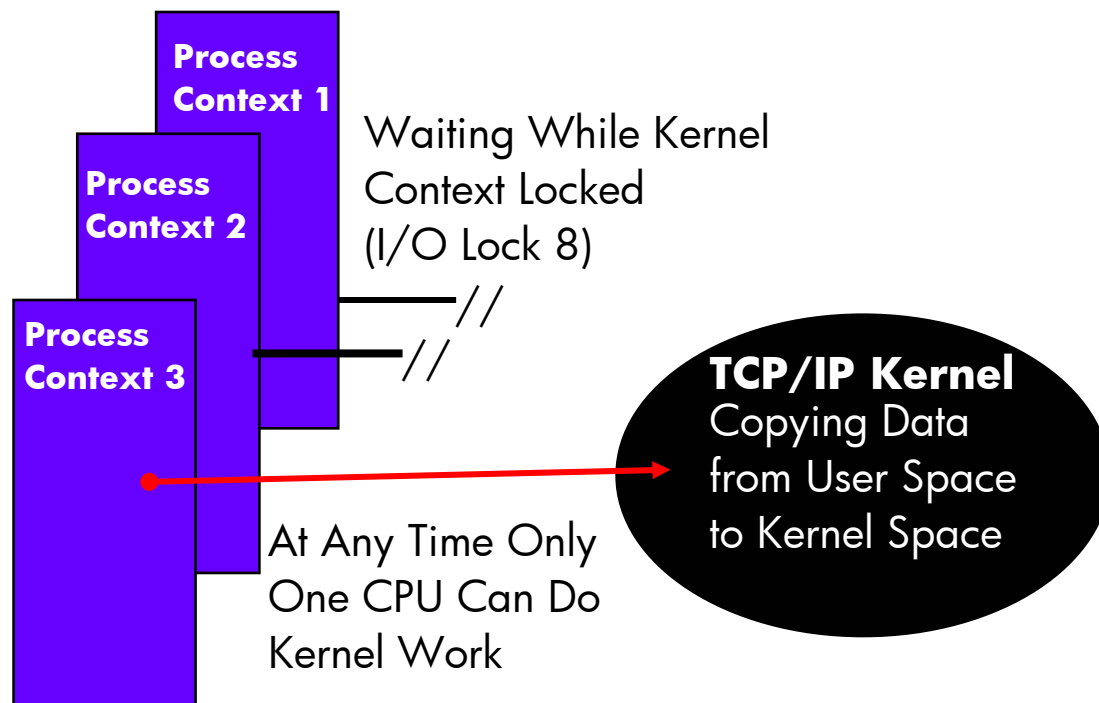 Process
Context 1
Waiting While Kernel
Context Locked
(I/O Lock 8)
Process
Context 2
Process
Context 3
TCP/IP Kernel
Copying Data
from User Space
to Kernel Space
At Any Time Only
One CPU Can Do
Kernel Work